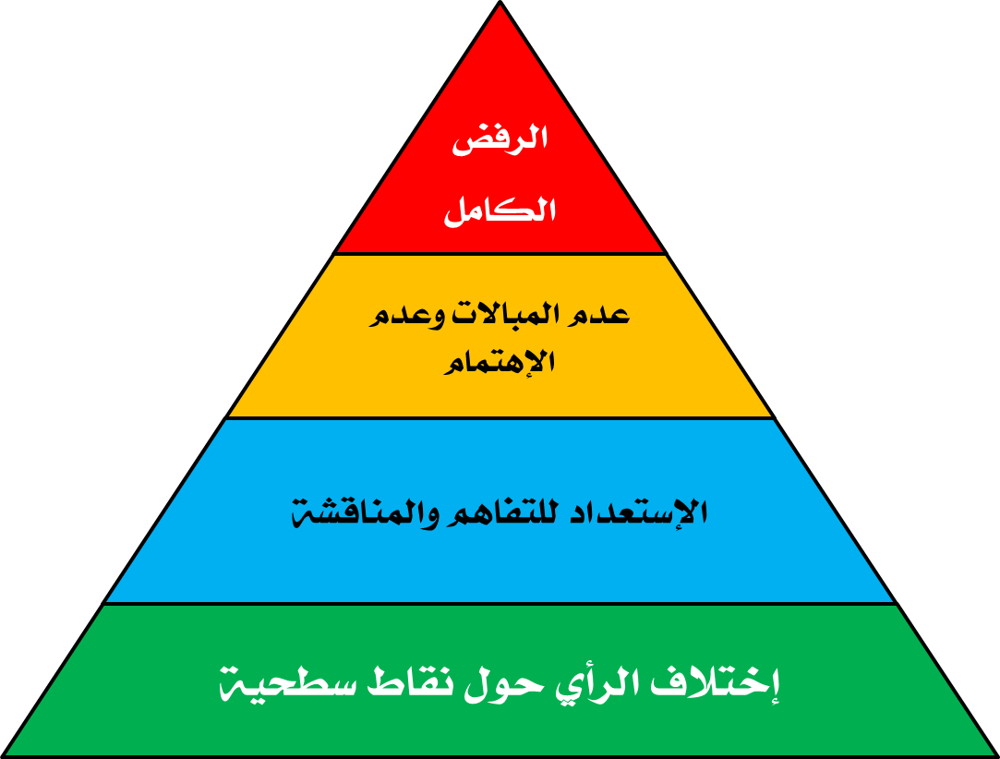 الرفض
الكامل
عدم المبالات وعدم
الإهتمام
الإستعداد للتفاهم والمناقشة
إختلاف الرأي حول نقاط سطحية